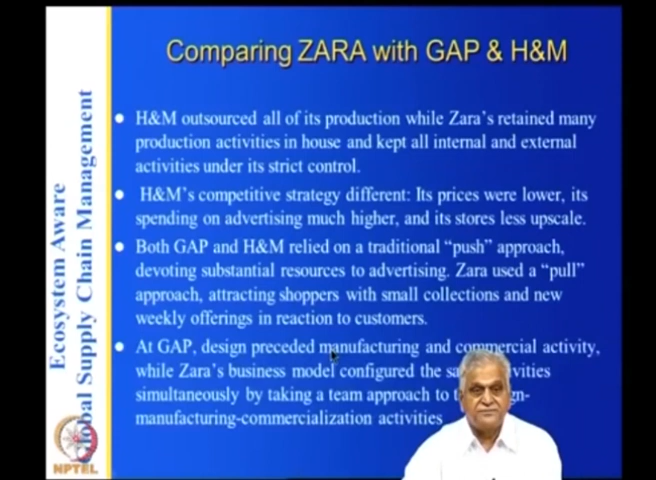 Comparing ZARA with GAP & H&M
Ecosystem Aware
Global Supply Chain Management
H&M outsourced all of its production while Zara's retained many
production activities in house and kept all internal and external
activities under its strict control.
H&M's competitive strategy different: Its prices were lower, its
spending on advertising much higher, and its stores less upscale.
Both GAP and H&M relied on a traditional “push” approach,
devoting substantial resources to advertising. Zara used a “pull”
approach, attracting shoppers with small collections and new
weekly offerings in reaction to customers.
At GAP, design preceded manufacturing and commercial activity,
while Zara's business model configured the
simultaneously by taking a team approach to
manufacturing-commercialization activities
NPTEL